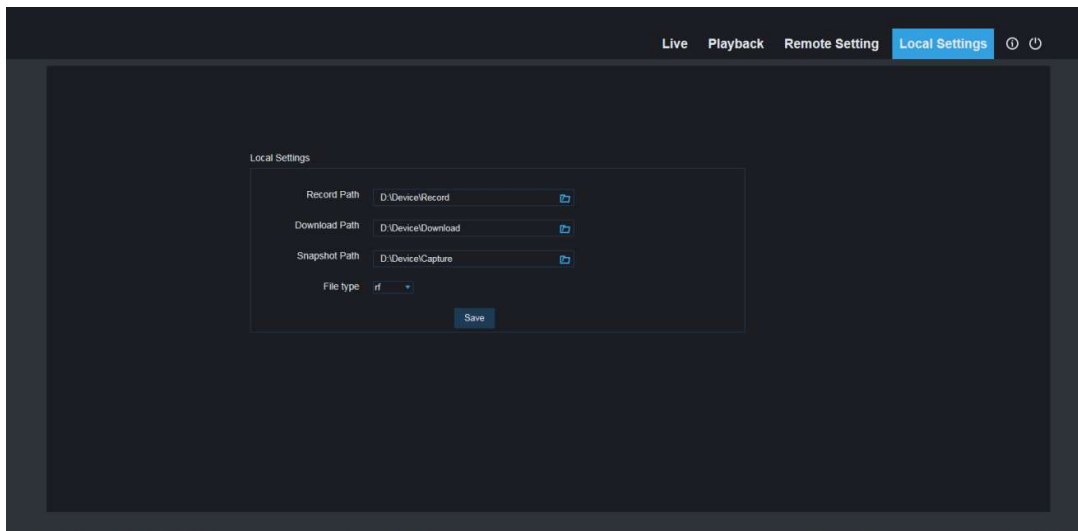 Live Playback Remote Setting Local Settings
Local Settings
Record Path D:\Device\Record
Download Path D:\Device\Download
Snapshot Path D:\Device\Capture
File type rf
Save